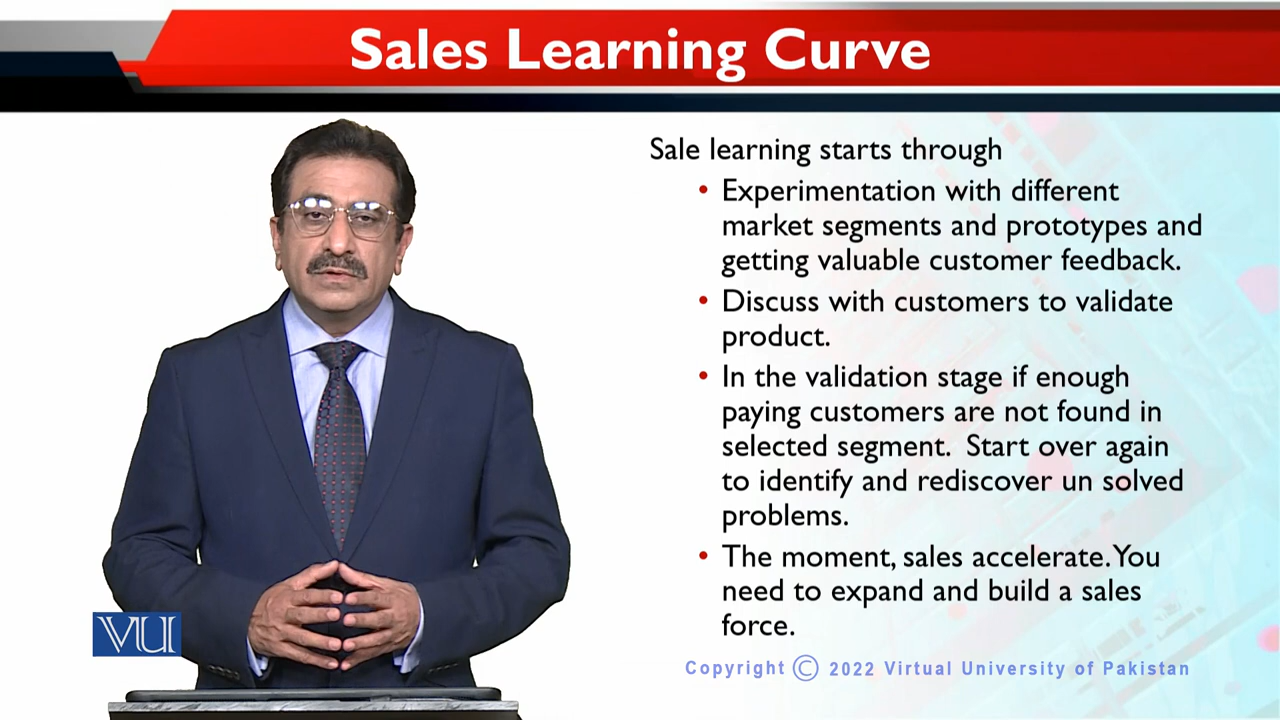 Sales Learning Curve
Sale learning starts through
• Experimentation with different
market segments and prototypes and
getting valuable customer feedback.
• Discuss with customers to validate
product.
• In the validation stage if enough
paying customers are not found in
selected segment. Start over again
to identify and rediscover un solved
problems.
• The moment, sales accelerate. You
need to expand and build a sales
force.
VU
Copyright © 2022 Virtual University of Pakistan